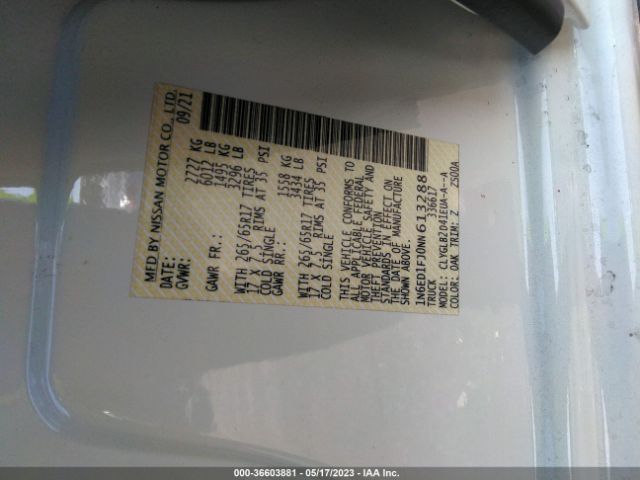 MFD BY NISSAN MOTOR CO., LTD.
DATE: 09/21
GVWR: 2727 KG
6012 LB
GAWR FR.: 1495 KG
3296 LB
WITH 265/65R17 TIRES
17 X 7.5 RIMS AT 35 PSI
COLD SINGLE
GAWR RR.: 1558 KG
3434 LB
WITH 265/65R17 TIRES
17 X 7.5 RIMS AT 35 PSI
COLD SINGLE
THIS VEHICLE CONFORMS TO
ALL APPLICABLE FEDERAL
MOTOR VEHICLE SAFETY AND
THEFT PREVENTION
STANDARDS IN EFFECT ON
THE DATE OF MANUFACTURE
SHOWN ABOVE.
1N6ED1FJ0NN613288
TRUCK 336617
MODEL: CLYGLB2D41EUA-A--A
COLOR: QAK TRIM: Z Z500A
000-36603881 - 05/17/2023 - IAA Inc.